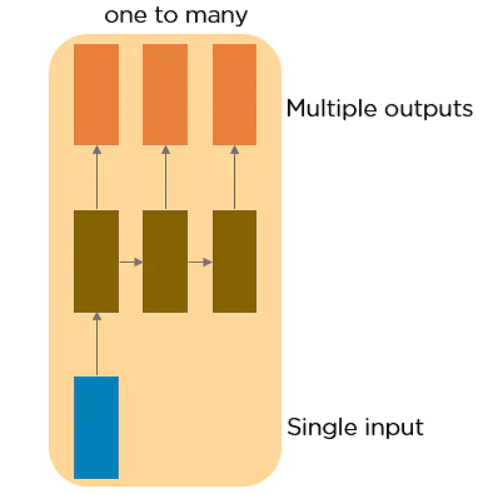 one to many
Multiple outputs
Single input